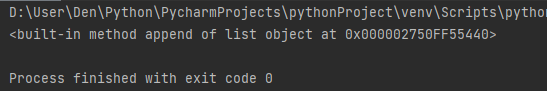 D:\User\Den\Python\PycharmProjects\pythonProject\venv\Scripts\pytho
<built-in method append of list object at 0x000002750FF55440>
Process finished with exit code 0